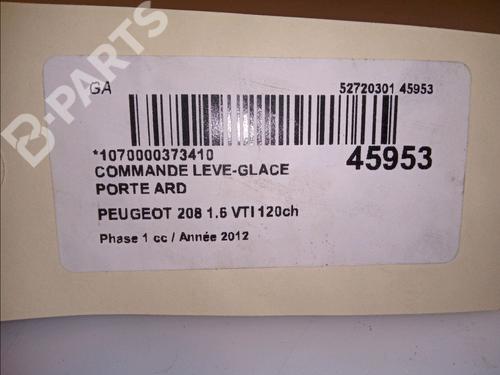 B-PARTS
GA 52720301 45953
*1070000373410 45953
COMMANDE LEVE-GLACE
PORTE ARD
PEUGEOT 208 1.6 VTI 120ch
Phase 1 cc / Année 2012